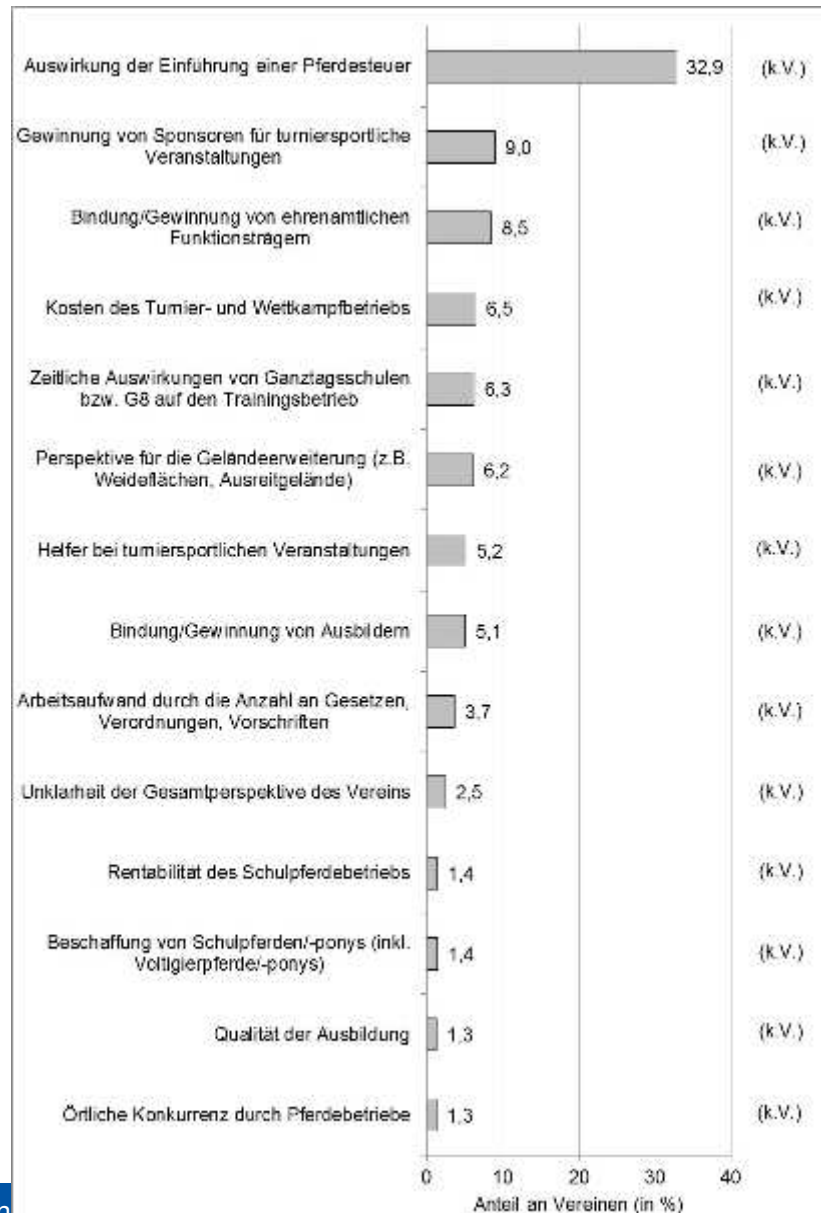 Auswirkung der Einführung einer Pferdesteuer 32,9 (k.V.)
Gewinnung von Sponsoren für turniersportliche
Veranstaltungen 9,0 (k.V.)
Bindung/Gewinnung von ehrenamtlichen
Funktionsträgern 8,5 (k.V.)
Kosten des Turnier- und Wettkampfbetriebs 6,5 (k.V.)
Zeitliche Auswirkungen von Ganztagsschulen
bzw. G8 auf den Trainingsbetrieb 6,3 (k.V.)
Perspektive für die Geländeerweiterung (z.B.
Weideflächen, Ausreitgelände) 6,2 (k.V.)
Helfer bei turniersportlichen Veranstaltungen 5,2 (k.V.)
Bindung/Gewinnung von Ausbildern 5,1 (k.V.)
Arbeitsaufwand durch die Anzahl an Gesetzen,
Verordnungen, Vorschriften 3,7 (k.V.)
Unklarheit der Gesamtperspektive des Vereins 2,5 (k.V.)
Rentabilität des Schulpferdebetriebs 1,4 (k.V.)
Beschaffung von Schulpferden/-ponys (inkl.
Voltigierpferde/-ponys) 1,4 (k.V.)
Qualität der Ausbildung 1,3 (k.V.)
Örtliche Konkurrenz durch Pferdebetriebe 1,3 (k.V.)
0 10 20 30 40
Anteil an Vereinen (in %)